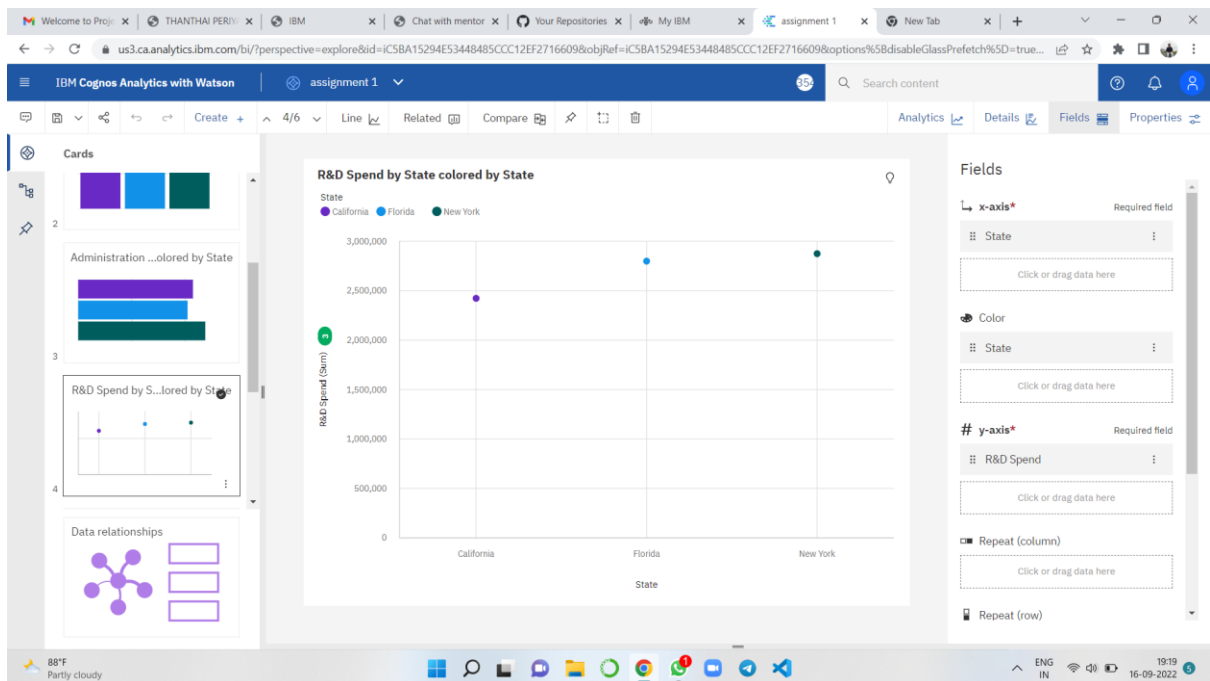 Welcome to Proje
THANTHAI PERIY
IBM
Chat with mentor
Your Repositories
My IBM
assignment 1
New Tab
us3.ca.analytics.ibm.com/bi/?perspective=explore&id=iC5BA15294E53448485CCC12EF2716609&objRef=iC5BA15294E53448485CCC12EF2716609&options%5BdisableGlassPrefetch%5D=true...
IBM Cognos Analytics with Watson
assignment 1
354
Search content
Create +
4/6
Line
Related
Compare
Analytics
Details
Fields
Properties
Cards
2
Administration ...olored by State
3
R&D Spend by S...lored by State
4
Data relationships
R&D Spend by State colored by State
State
California
Florida
New York
3,000,000
2,500,000
2,000,000
1,500,000
1,000,000
500,000
0
R&D Spend (Sum)
3
California
Florida
New York
State
Fields
x-axis*
Required field
State
Click or drag data here
Color
State
Click or drag data here
# y-axis*
Required field
R&D Spend
Click or drag data here
Repeat (column)
Click or drag data here
Repeat (row)
88°F
Partly cloudy
1
ENG
IN
19:19
16-09-2022
5